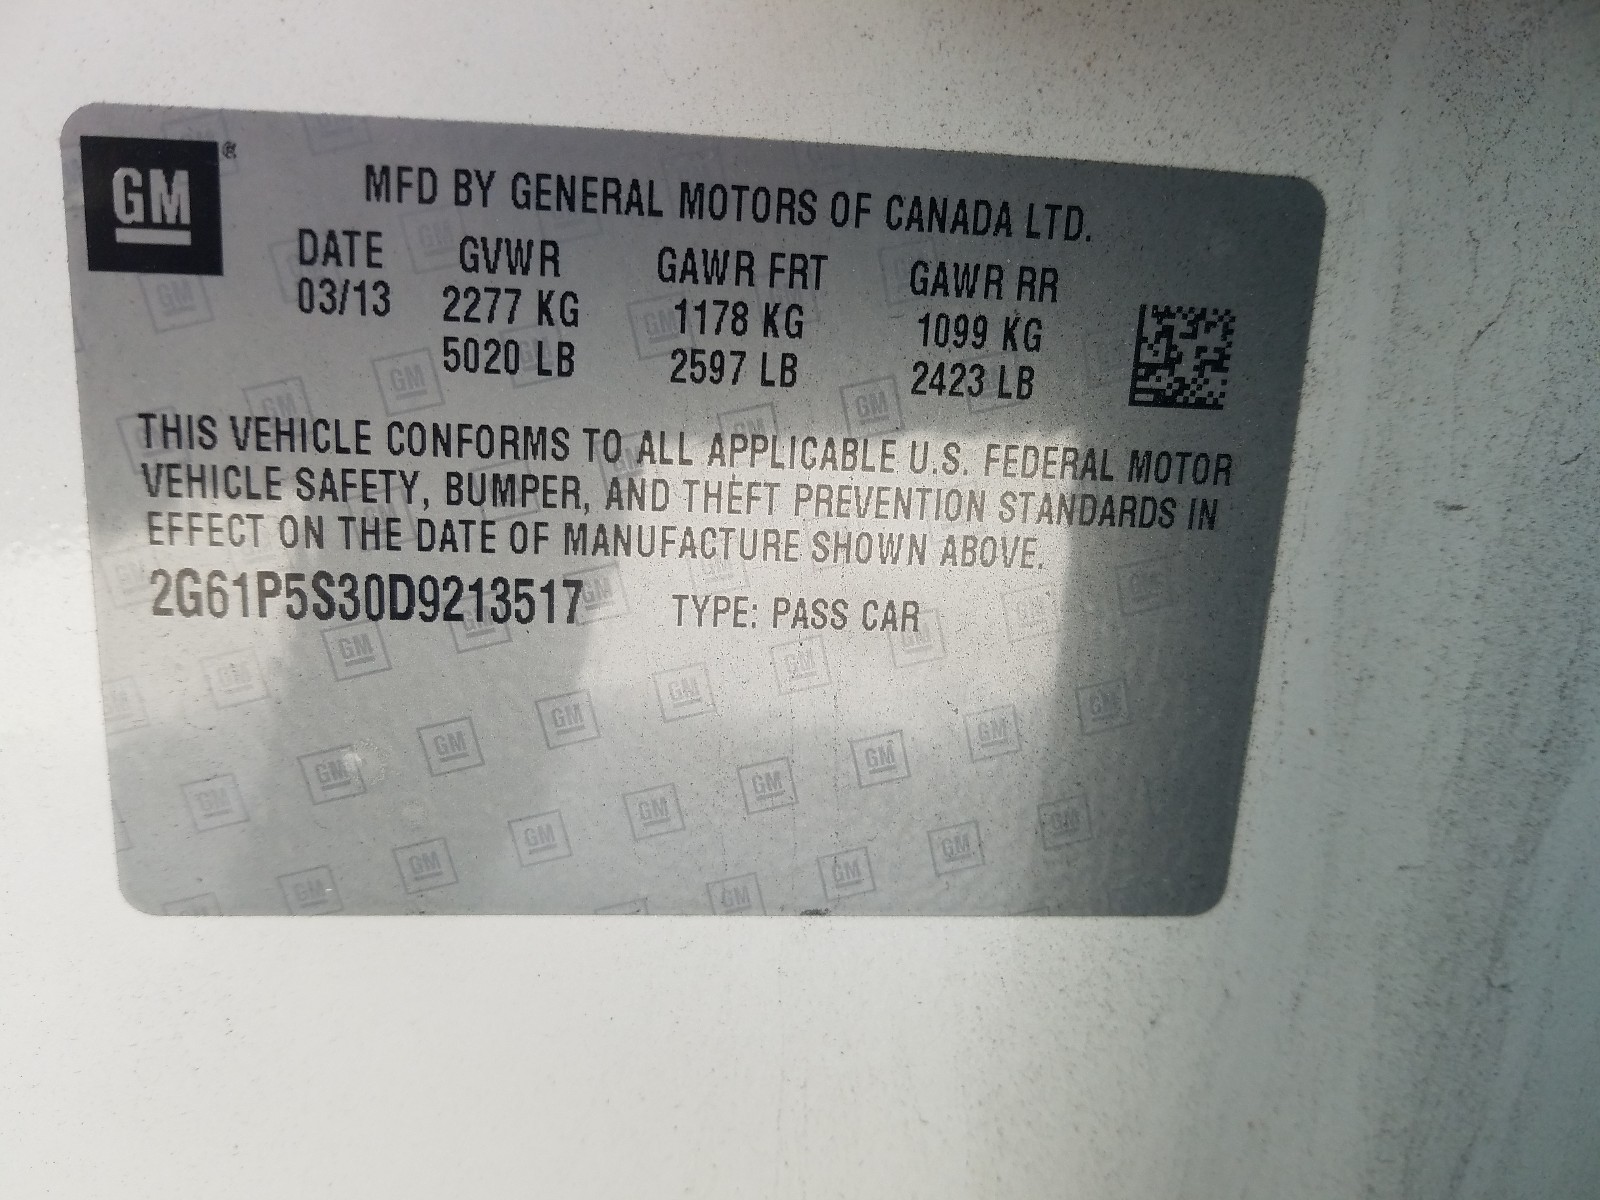 GM®
MFD BY GENERAL MOTORS OF CANADA LTD.
DATE GVWR GAWR FRT GAWR RR
03/13 2277 KG 1178 KG 1099 KG
5020 LB 2597 LB 2423 LB
THIS VEHICLE CONFORMS TO ALL APPLICABLE U.S. FEDERAL MOTOR
VEHICLE SAFETY, BUMPER, AND THEFT PREVENTION STANDARDS IN
EFFECT ON THE DATE OF MANUFACTURE SHOWN ABOVE.
2G61P5S30D9213517 TYPE: PASS CAR